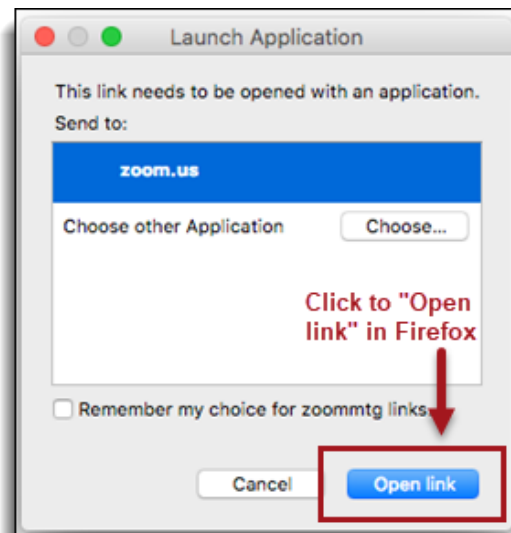 Launch Application
This link needs to be opened with an application.
Send to:
zoom.us
Choose other Application
Choose...
Click to "Open
link" in Firefox
Remember my choice for zoommtg links.
Cancel
Open link